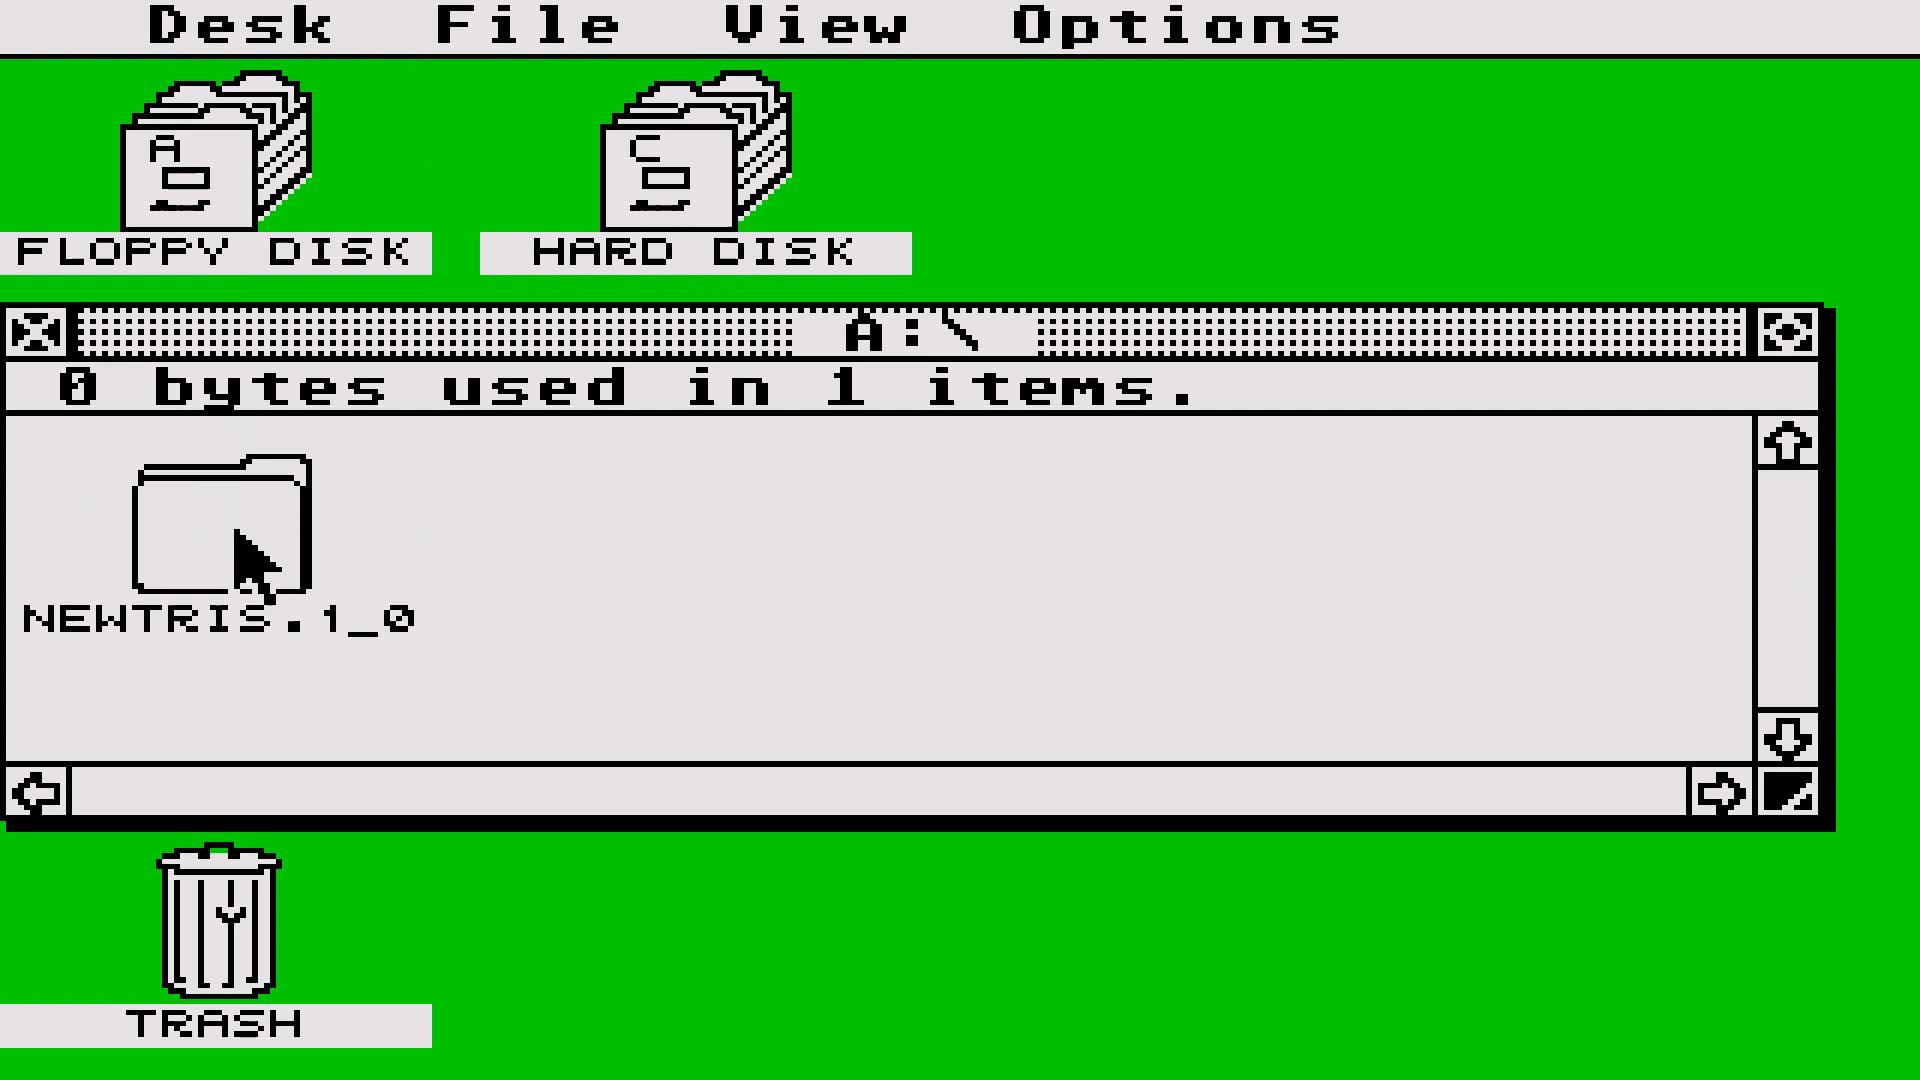 Desk File View Options
A C
FLOPPY DISK HARD DISK
A:\
0 bytes used in 1 items.
NEWTRIS.1_0
TRASH